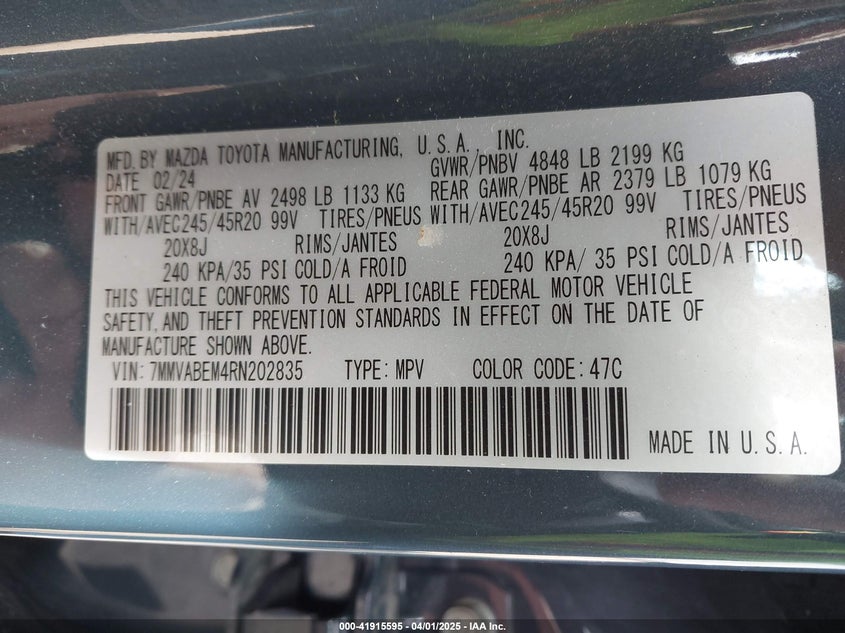 MFD. BY MAZDA TOYOTA MANUFACTURING, U.S.A., INC.
DATE 02/24 GVWR/PNBV 4848 LB 2199 KG
FRONT GAWR/PNBE AV 2498 LB 1133 KG REAR GAWR/PNBE AR 2379 LB 1079 KG
WITH/AVEC245/45R20 99V TIRES/PNEUS WITH/AVEC245/45R20 99V TIRES/PNEUS
20X8J RIMS/JANTES 20X8J RIMS/JANTES
240 KPA/35 PSI COLD/A FROID 240 KPA/ 35 PSI COLD/A FROID
THIS VEHICLE CONFORMS TO ALL APPLICABLE FEDERAL MOTOR VEHICLE
SAFETY, AND THEFT PREVENTION STANDARDS IN EFFECT ON THE DATE OF
MANUFACTURE SHOWN ABOVE.
VIN: 7MMVABEM4RN202835 TYPE: MPV COLOR CODE: 47C
MADE IN U.S.A.
000-41915595 - 04/01/2025 - IAA Inc.